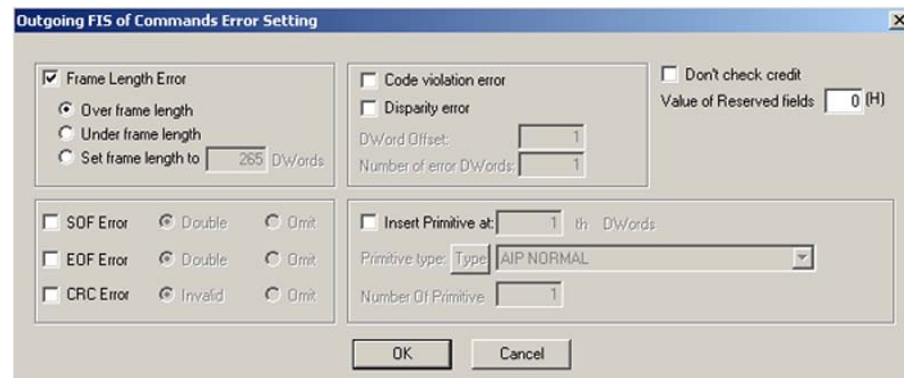 Outgoing FIS of Commands Error Setting
Frame Length Error
Over frame length
Under frame length
Set frame length to 265 DWords
Code violation error
Disparity error
DWord Offset: 1
Number of error DWords: 1
Don't check credit
Value of Reserved fields 0 (H)
SOF Error Double Omit
EOF Error Double Omit
CRC Error Invalid Omit
Insert Primitive at: 1 th DWords
Primitive type: Type AIP NORMAL
Number Of Primitive 1
OK Cancel